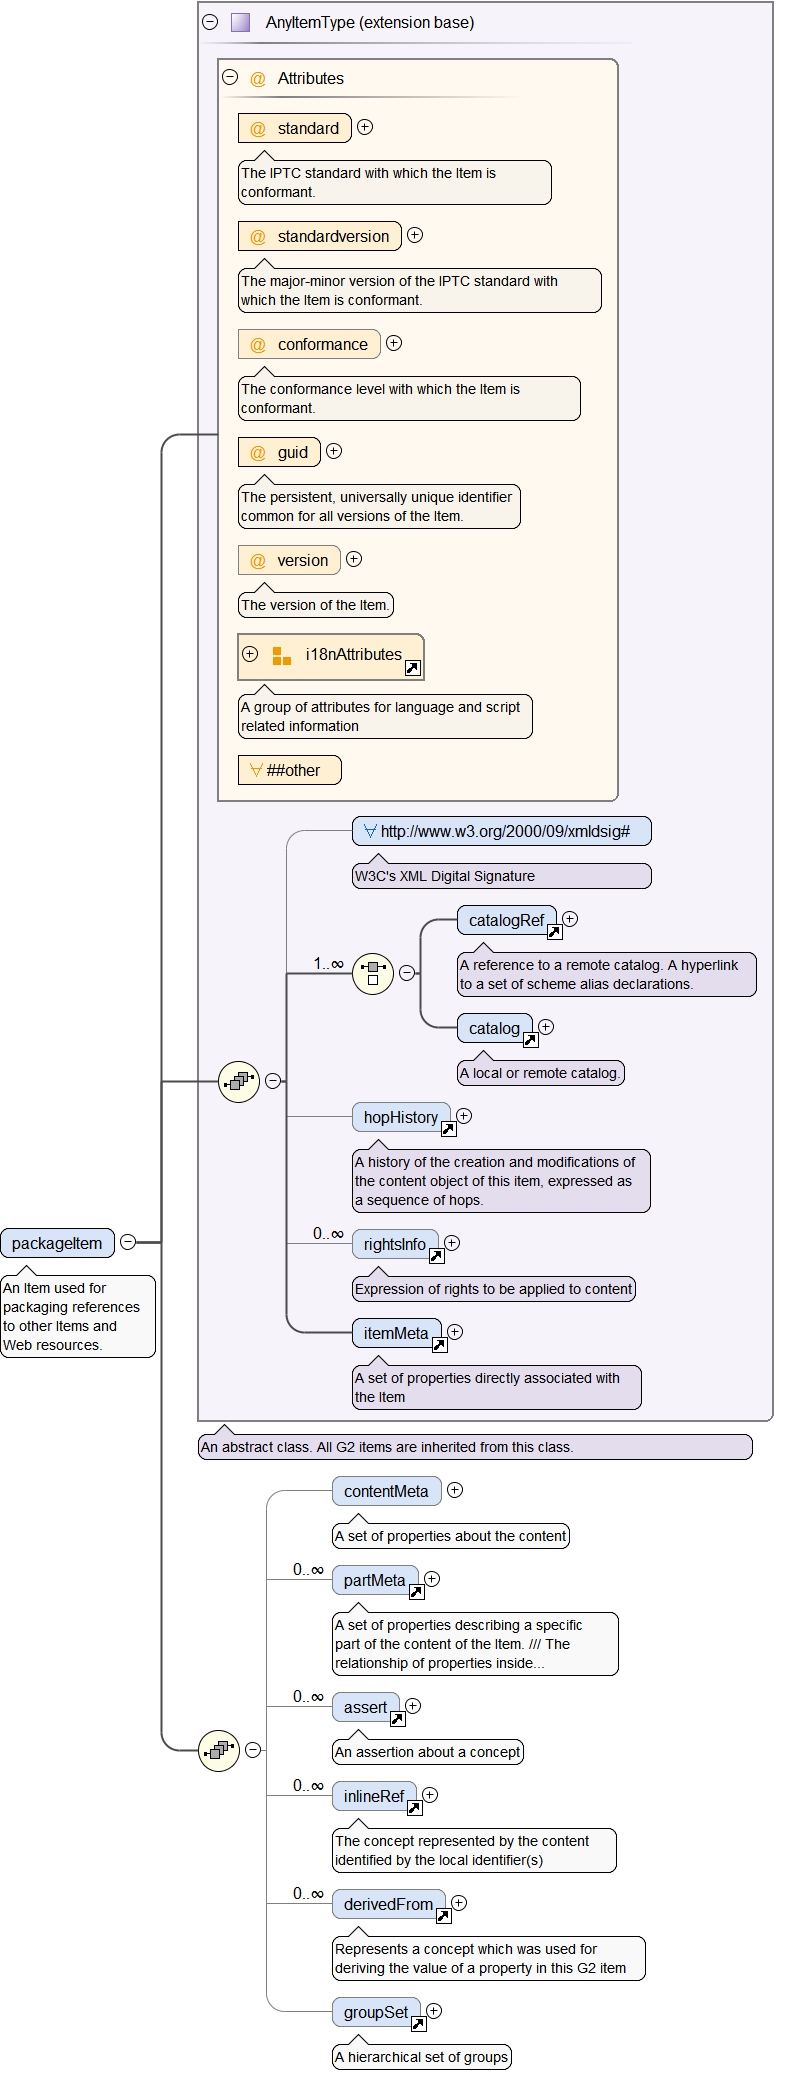 AnyItemType (extension base)
@ Attributes
@ standard
The IPTC standard with which the Item is
conformant.
@ standardversion
The major-minor version of the IPTC standard with
which the Item is conformant.
@ conformance
The conformance level with which the Item is
conformant.
@ guid
The persistent, universally unique identifier
common for all versions of the Item.
@ version
The version of the Item.
i18nAttributes
A group of attributes for language and script
related information
##other
http://www.w3.org/2000/09/xmldsig#
W3C's XML Digital Signature
1..∞
catalogRef
A reference to a remote catalog. A hyperlink
to a set of scheme alias declarations.
catalog
A local or remote catalog.
hopHistory
A history of the creation and modifications of
the content object of this item, expressed as
a sequence of hops.
0..∞
rightsInfo
Expression of rights to be applied to content
itemMeta
A set of properties directly associated with
the Item
packageItem
An Item used for
packaging references
to other Items and
Web resources.
An abstract class. All G2 items are inherited from this class.
contentMeta
A set of properties about the content
0..∞
partMeta
A set of properties describing a specific
part of the content of the Item. /// The
relationship of properties inside...
0..∞
assert
An assertion about a concept
0..∞
inlineRef
The concept represented by the content
identified by the local identifier(s)
0..∞
derivedFrom
Represents a concept which was used for
deriving the value of a property in this G2 item
groupSet
A hierarchical set of groups